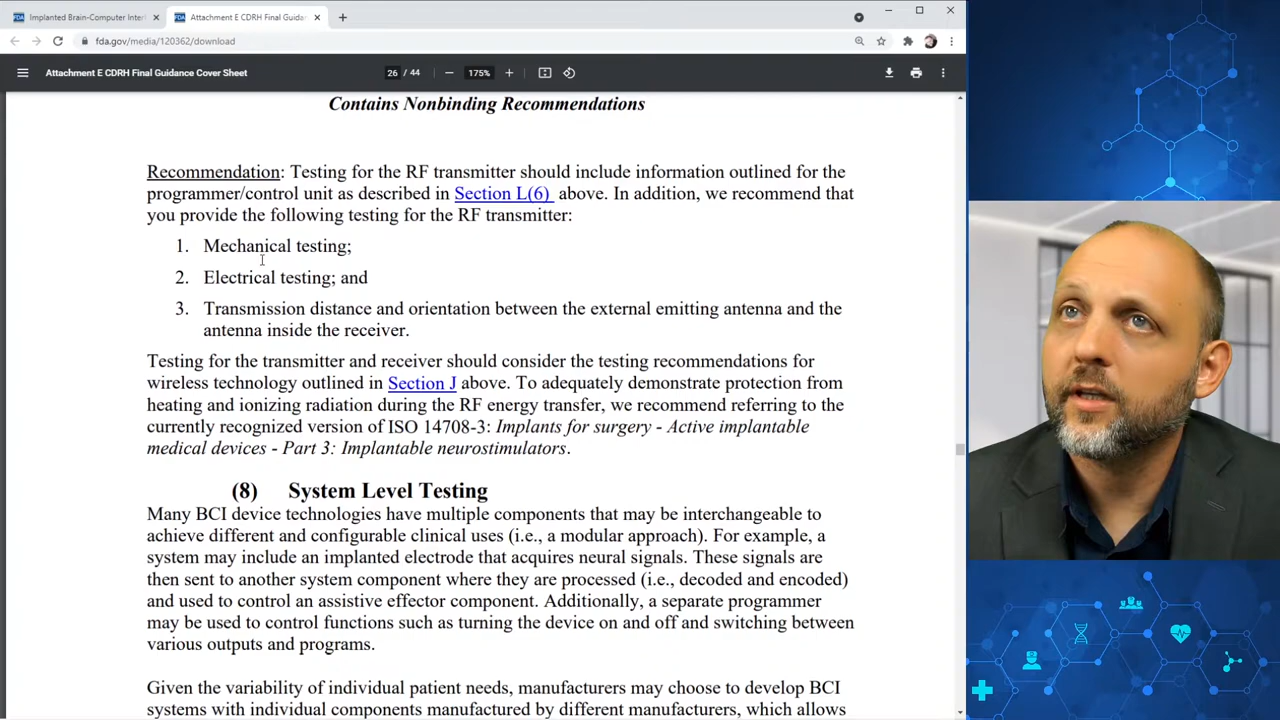 Implanted Brain-Computer Interf
Attachment E CDRH Final Guidanc
fda.gov/media/120362/download
Attachment E CDRH Final Guidance Cover Sheet
26 / 44
175%
Contains Nonbinding Recommendations
Recommendation: Testing for the RF transmitter should include information outlined for the
programmer/control unit as described in Section L(6) above. In addition, we recommend that
you provide the following testing for the RF transmitter:
1. Mechanical testing;
2. Electrical testing; and
3. Transmission distance and orientation between the external emitting antenna and the
antenna inside the receiver.
Testing for the transmitter and receiver should consider the testing recommendations for
wireless technology outlined in Section J above. To adequately demonstrate protection from
heating and ionizing radiation during the RF energy transfer, we recommend referring to the
currently recognized version of ISO 14708-3: Implants for surgery - Active implantable
medical devices - Part 3: Implantable neurostimulators.
(8) System Level Testing
Many BCI device technologies have multiple components that may be interchangeable to
achieve different and configurable clinical uses (i.e., a modular approach). For example, a
system may include an implanted electrode that acquires neural signals. These signals are
then sent to another system component where they are processed (i.e., decoded and encoded)
and used to control an assistive effector component. Additionally, a separate programmer
may be used to control functions such as turning the device on and off and switching between
various outputs and programs.
Given the variability of individual patient needs, manufacturers may choose to develop BCI
systems with individual components manufactured by different manufacturers, which allows